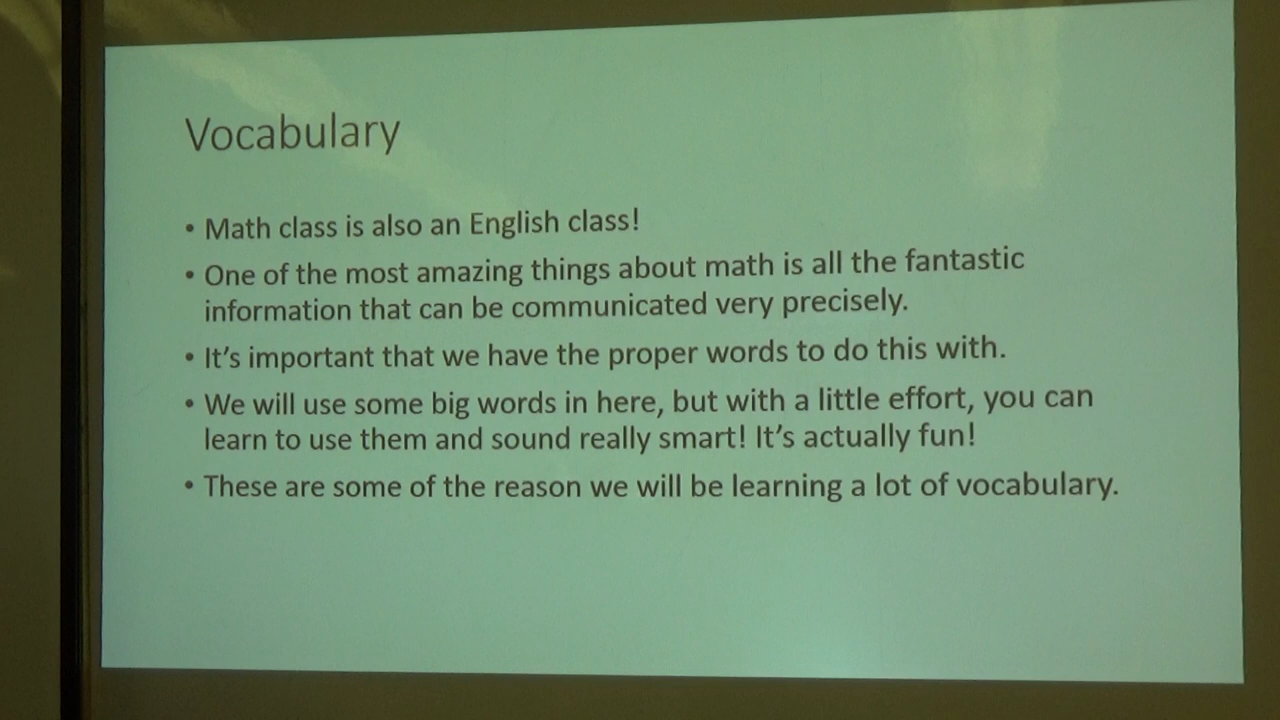 Vocabulary
• Math class is also an English class!
• One of the most amazing things about math is all the fantastic
information that can be communicated very precisely.
• It's important that we have the proper words to do this with.
• We will use some big words in here, but with a little effort, you can
learn to use them and sound really smart! It's actually fun!
• These are some of the reason we will be learning a lot of vocabulary.